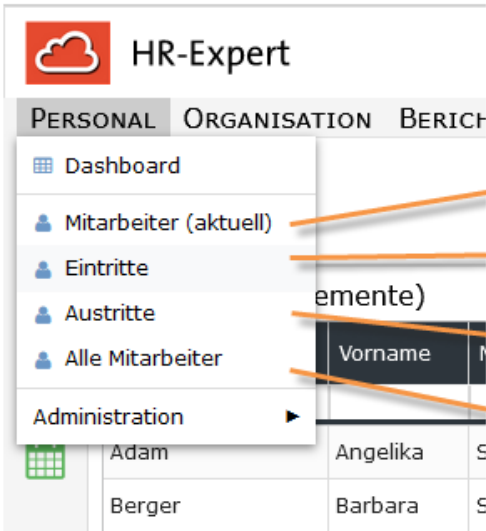 HR-Expert
PERSONAL ORGANISATION BERICH
Dashboard
Mitarbeiter (aktuell)
Eintritte
Austritte
Alle Mitarbeiter
Administration
emente)
Vorname
Adam Angelika S
Berger Barbara S